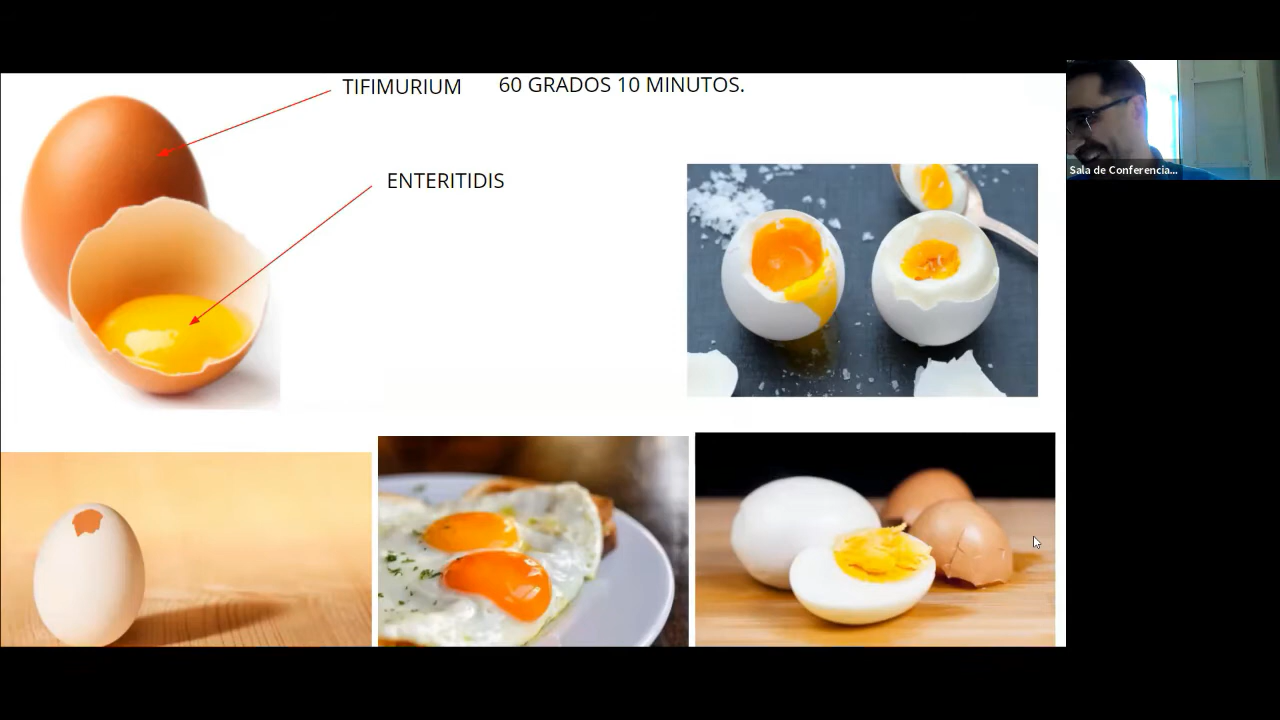 TIFIMURIUM 60 GRADOS 10 MINUTOS.
ENTERITIDIS
Sala de Conferencia...